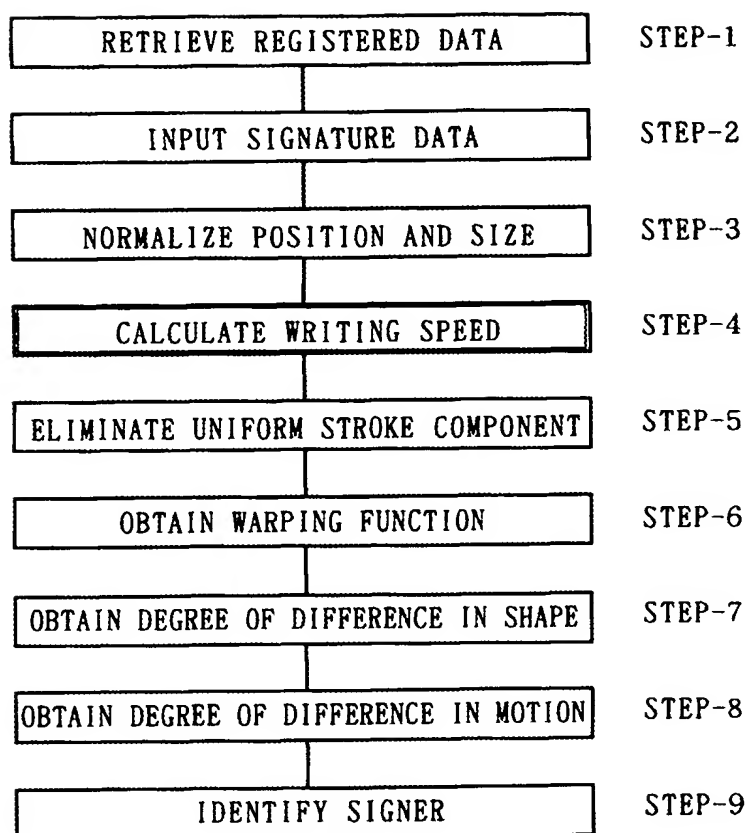 RETRIEVE REGISTERED DATA STEP-1
INPUT SIGNATURE DATA STEP-2
NORMALIZE POSITION AND SIZE STEP-3
CALCULATE WRITING SPEED STEP-4
ELIMINATE UNIFORM STROKE COMPONENT STEP-5
OBTAIN WARPING FUNCTION STEP-6
OBTAIN DEGREE OF DIFFERENCE IN SHAPE STEP-7
OBTAIN DEGREE OF DIFFERENCE IN MOTION STEP-8
IDENTIFY SIGNER STEP-9